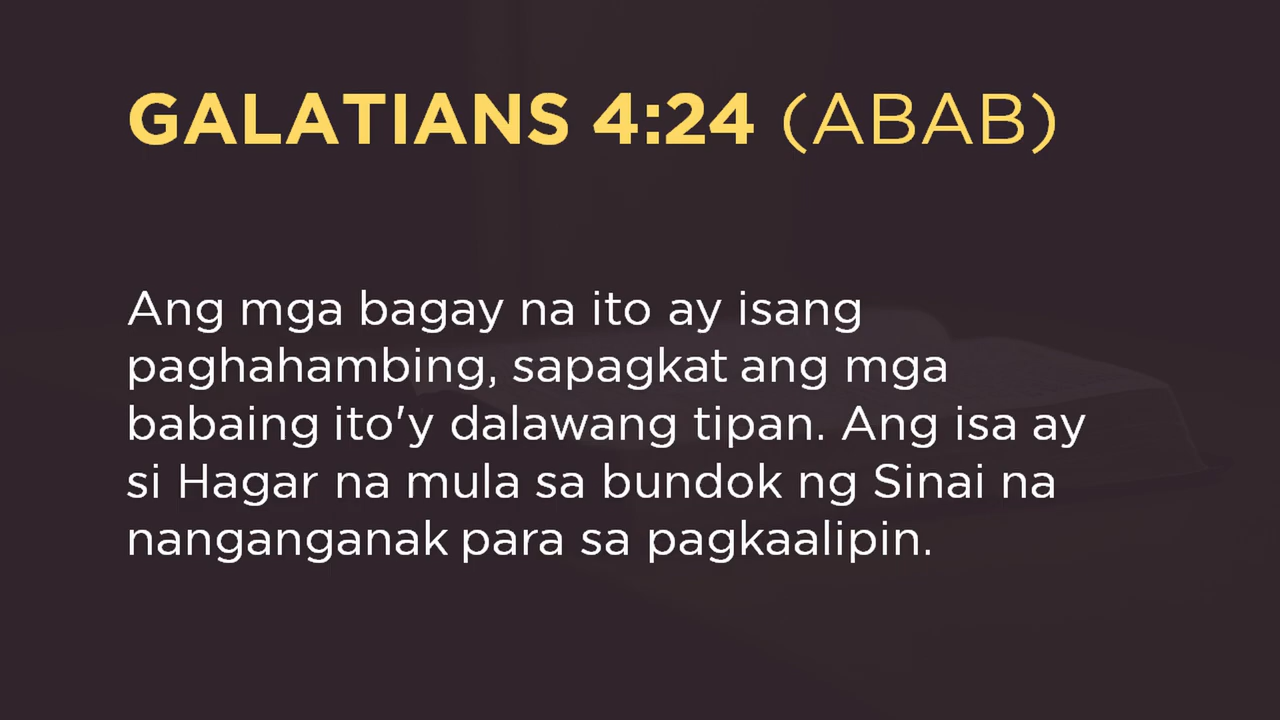 GALATIANS 4:24 (ABAB)
Ang mga bagay na ito ay isang
paghahambing, sapagkat ang mga
babaing ito'y dalawang tipan. Ang isa ay
si Hagar na mula sa bundok ng Sinai na
nanganganak para sa pagkaalipin.